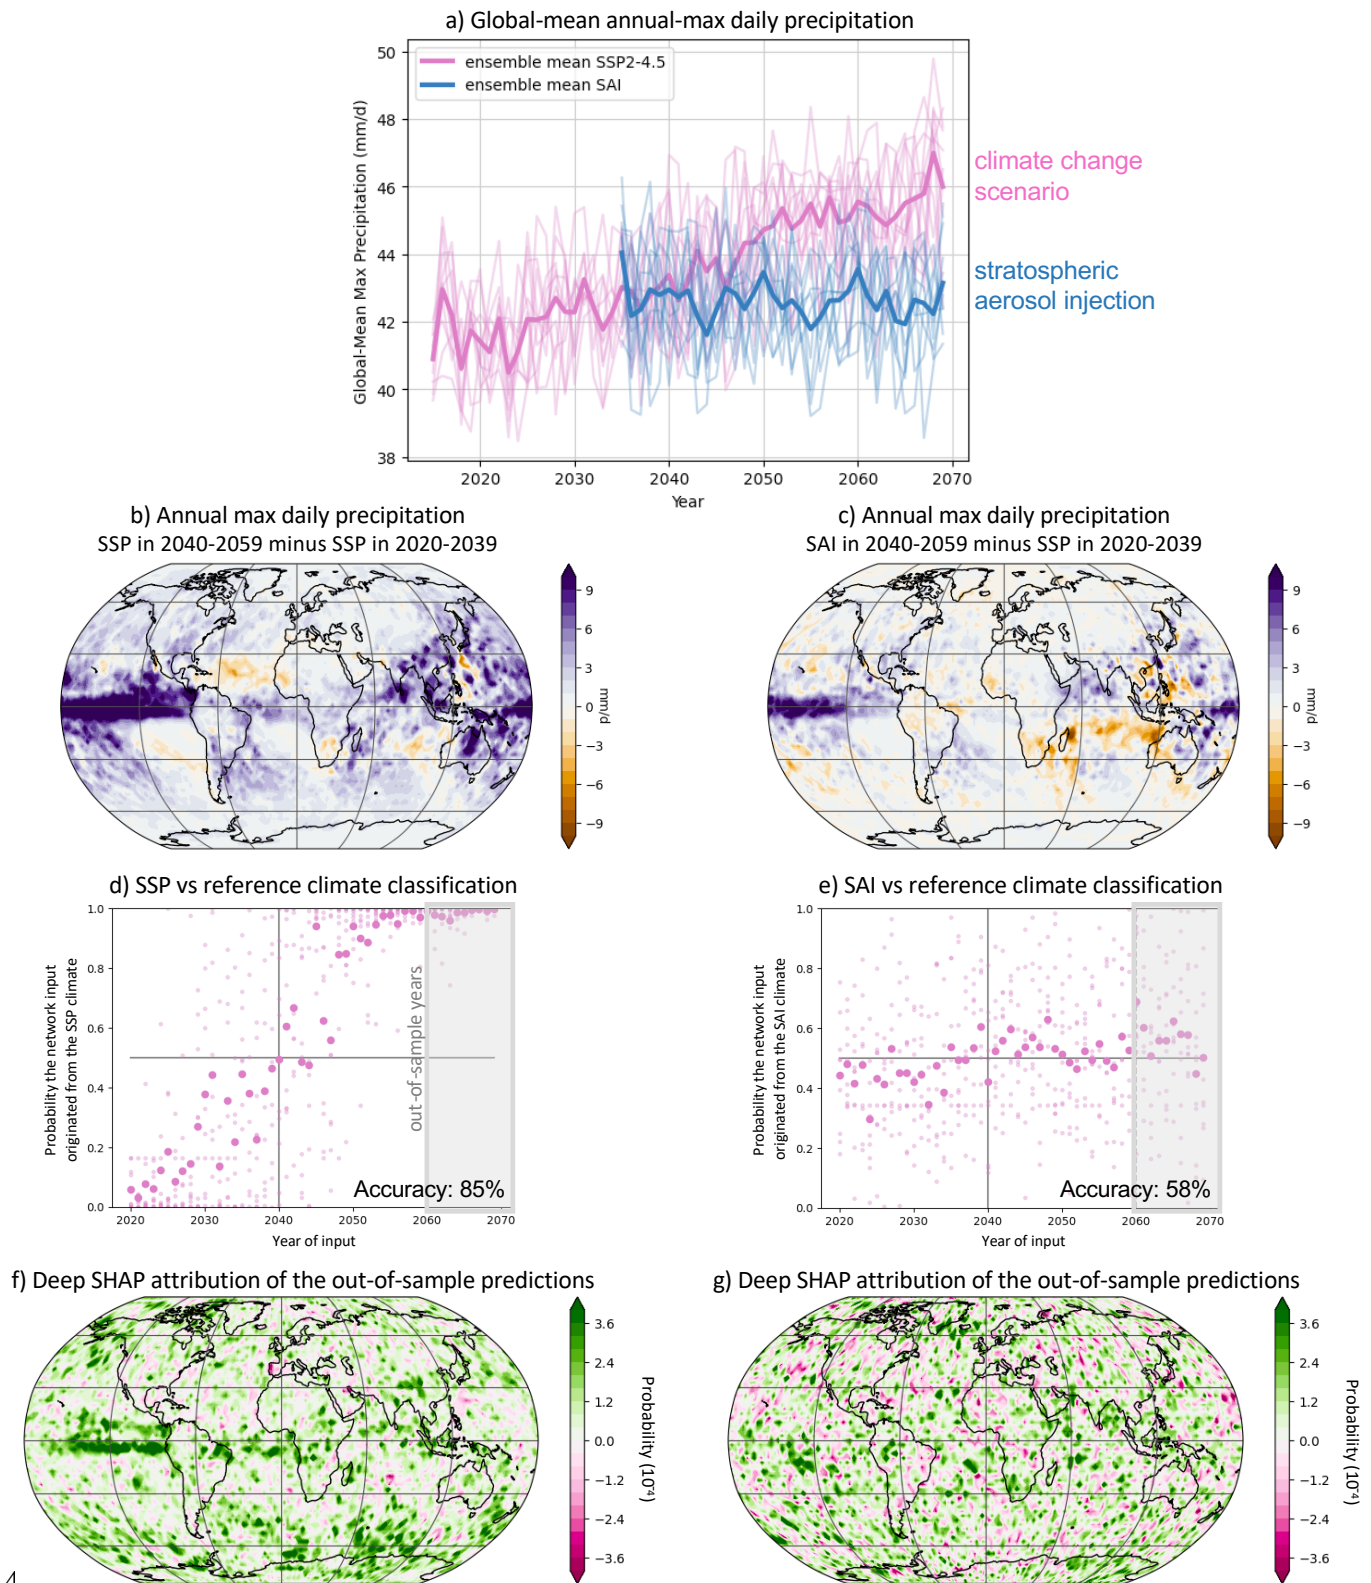 a) Global-mean annual-max daily precipitation
50
48
46
44
42
40
38
Global-Mean Max Precipitation (mm/d)
ensemble mean SSP2-4.5
ensemble mean SAI
climate change
scenario
stratospheric
aerosol injection
2020 2030 2040 2050 2060 2070
Year
b) Annual max daily precipitation
SSP in 2040-2059 minus SSP in 2020-2039
9
6
3
0
−3
−6
−9
mm/d
c) Annual max daily precipitation
SAI in 2040-2059 minus SSP in 2020-2039
9
6
3
0
−3
−6
−9
mm/d
d) SSP vs reference climate classification
Probability the network input
originated from the SSP climate
1.0
0.8
0.6
0.4
0.2
0.0
out-of-sample years
Accuracy: 85%
2020 2030 2040 2050 2060 2070
Year of input
e) SAI vs reference climate classification
Probability the network input
originated from the SAI climate
1.0
0.8
0.6
0.4
0.2
0.0
Accuracy: 58%
2020 2030 2040 2050 2060 2070
Year of input
f) Deep SHAP attribution of the out-of-sample predictions
3.6
2.4
1.2
0.0
−1.2
−2.4
−3.6
Probability (10⁻⁴)
g) Deep SHAP attribution of the out-of-sample predictions
3.6
2.4
1.2
0.0
−1.2
−2.4
−3.6
Probability (10⁻⁴)
4